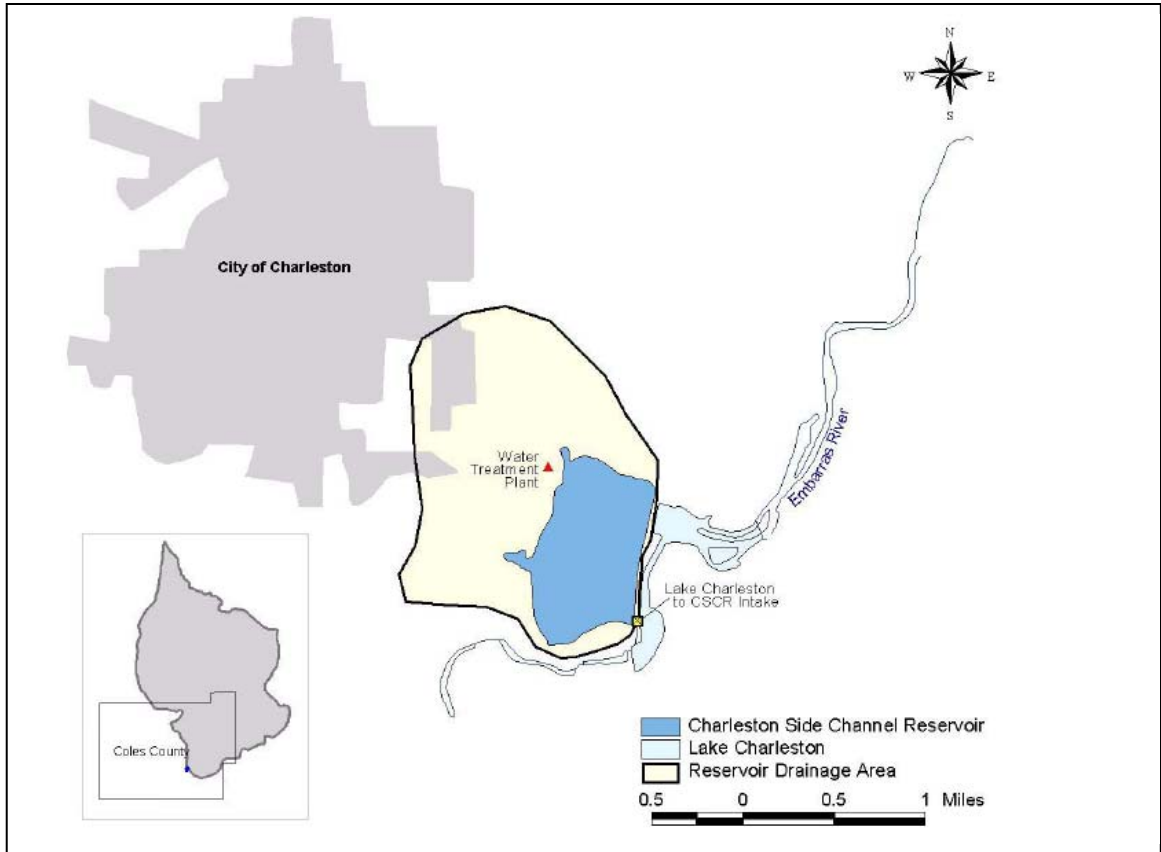 N
W E
S
City of Charleston
Water
Treatment
Plant
Embarras River
Lake Charleston
to CSCR Intake
Coles County
Charleston Side Channel Reservoir
Lake Charleston
Reservoir Drainage Area
0.5 0 0.5 1 Miles